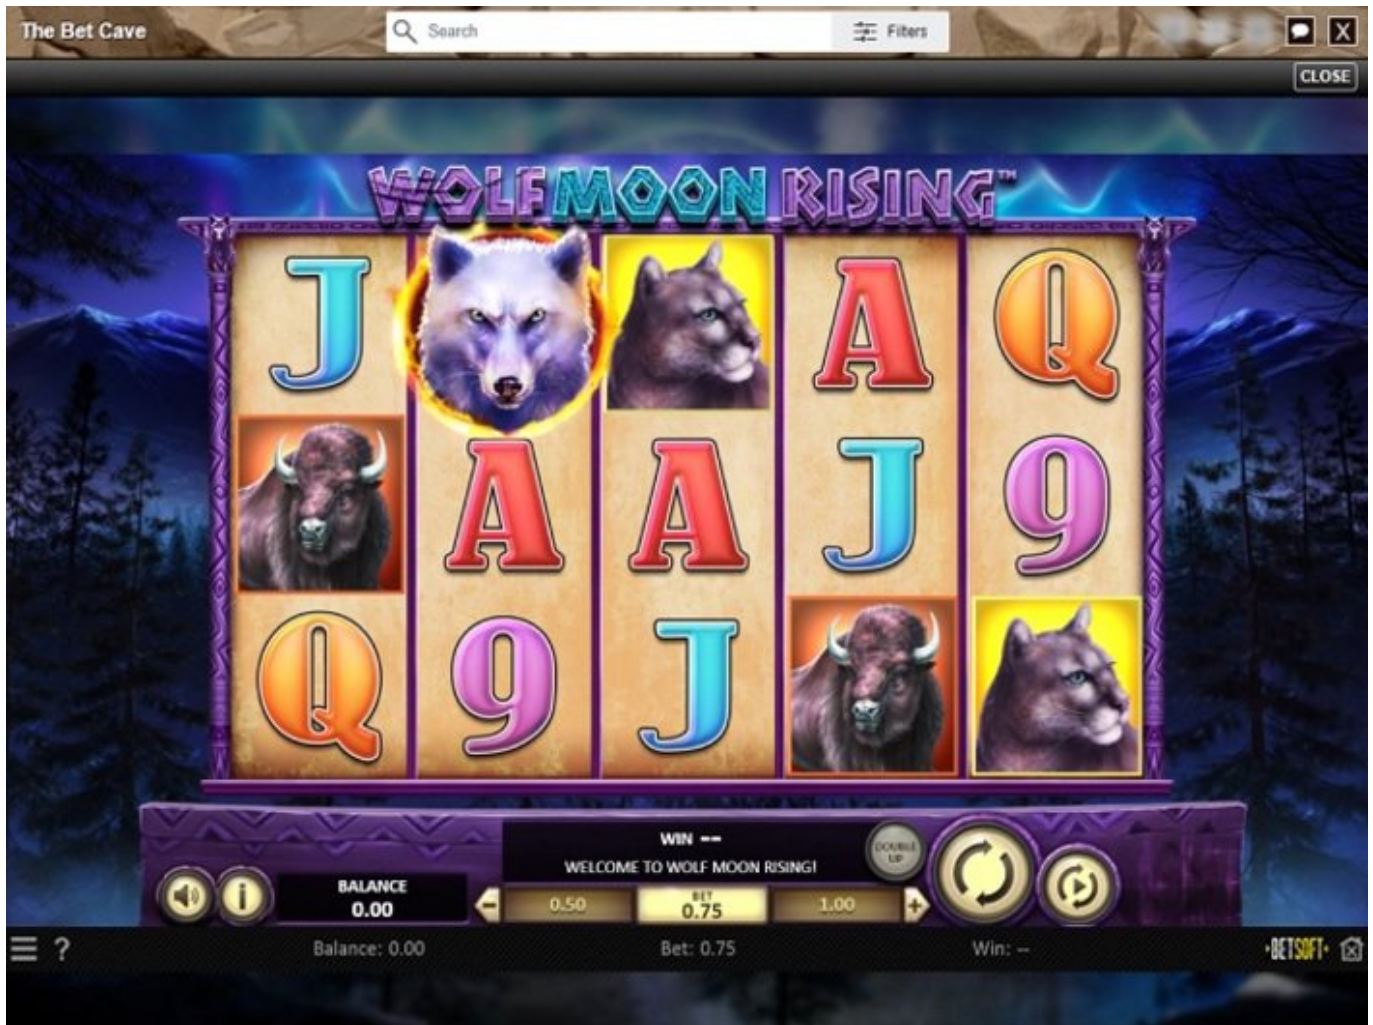 The Bet Cave
Search
Filters
X
CLOSE
WOLF MOON RISING™
J A Q
A A J 9
Q 9 J
WIN --
DOUBLE UP
WELCOME TO WOLF MOON RISING!
BALANCE
0.00
- 0.50
BET
0.75
1.00 +
? Balance: 0.00
Bet: 0.75
Win: --
BETSOFT